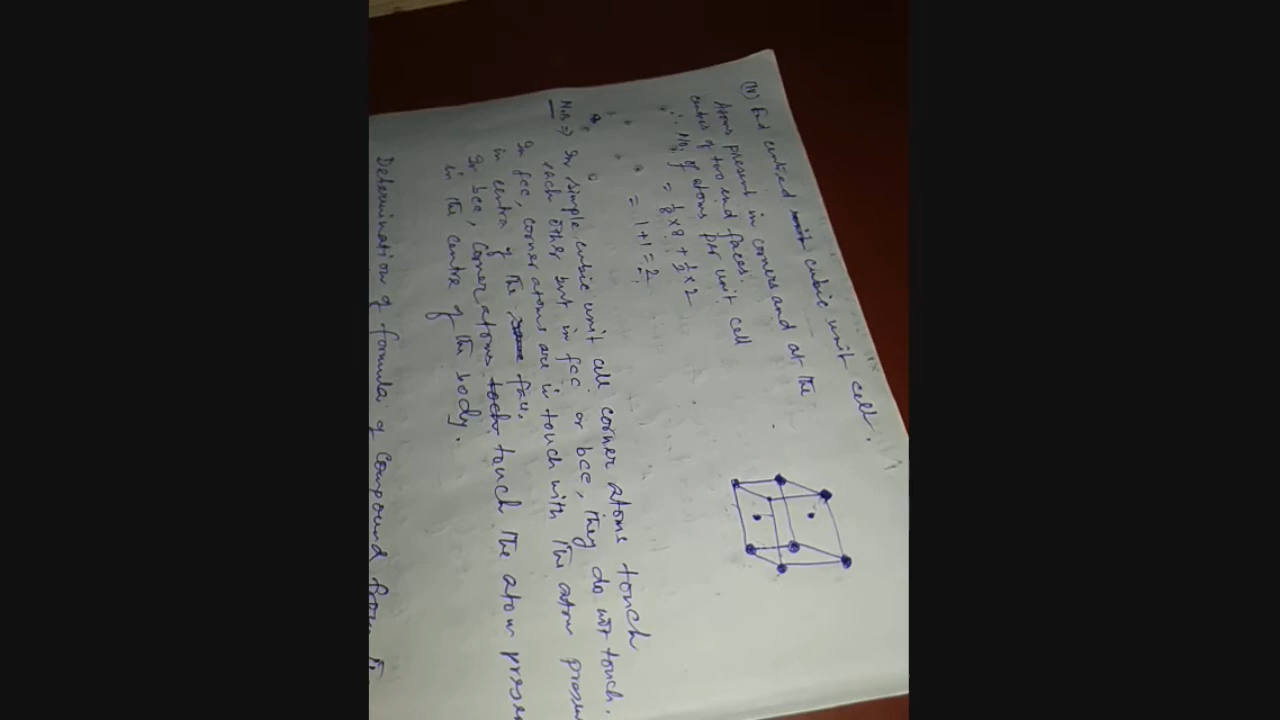 (iv) End centred cubic unit cell.
Atoms present in corners and at the
centres of two end faces.
∴ No. of atoms per unit cell
= 1/8 x 8 + 1/2 x 2
= 1 + 1 = 2
Note => In simple cubic unit cell corner atoms touch
each other but in fcc or bcc, they do not touch.
In fcc, corner atoms are in touch with the atom presen
in centre of the face.
In bcc, corner atoms touch the atom presen
in the centre of the body.
Determination of formula of compound from